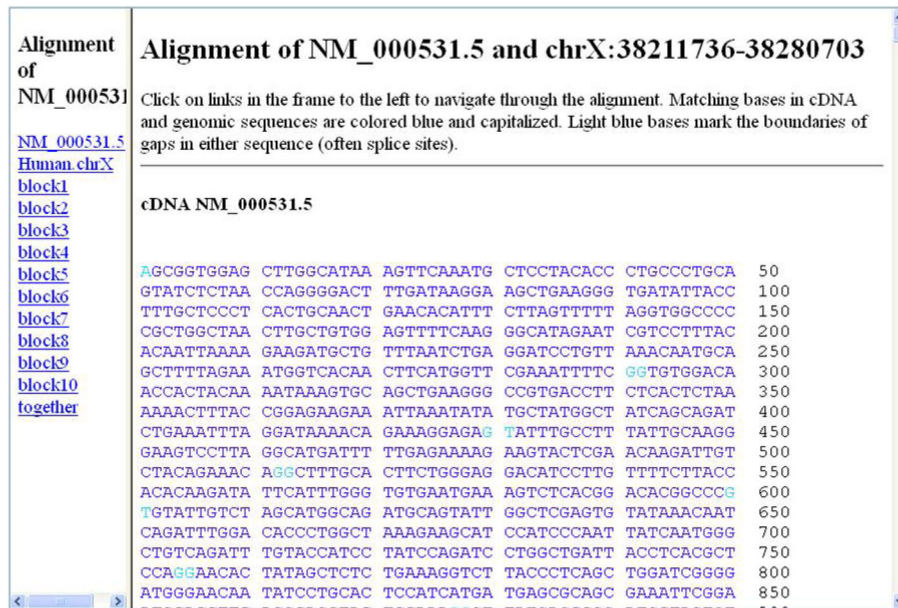 Alignment
of
NM_000531
NM_000531.5
Human.chrX
block1
block2
block3
block4
block5
block6
block7
block8
block9
block10
together
Alignment of NM_000531.5 and chrX:38211736-38280703
Click on links in the frame to the left to navigate through the alignment. Matching bases in cDNA
and genomic sequences are colored blue and capitalized. Light blue bases mark the boundaries of
gaps in either sequence (often splice sites).
cDNA NM_000531.5
AGCGGTGGAG CTTGGCATAA AGTTCAAATG CTCCTACACC CTGCCCTGCA 50
GTATCTCTAA CCAGGGGACT TTGATAAGGA AGCTGAAGGG TGATATTACC 100
TTTGCTCCCT CACTGCAACT GAACACATTT CTTAGTTTTT AGGTGGCCCC 150
CGCTGGCTAA CTTGCTGTGG AGTTTTCAAG GGCATAGAAT CGTCCTTTAC 200
ACAATTAAAA GAAGATGCTG TTTAATCTGA GGATCCTGTT AAACAATGCA 250
GCTTTTAGAA ATGGTCACAA CTTCATGGTT CGAAATTTTC GGTGTGGACA 300
ACCACTACAA AATAAAGTGC AGCTGAAGGG CCGTGACCTT CTCACTCTAA 350
AAAACTTTAC CGGAGAAGAA ATTAAATATA TGCTATGGCT ATCAGCAGAT 400
CTGAAATTTA GGATAAAACA GAAAGGAGAG TATTTGCCTT TATTGCAAGG 450
GAAGTCCTTA GGCATGATTT TTGAGAAAAG AAGTACTCGA ACAAGATTGT 500
CTACAGAAAC AGGCTTTGCA CTTCTGGGAG GACATCCTTG TTTTCTTACC 550
ACACAAGATA TTCATTTGGG TGTGAATGAA AGTCTCACGG ACACGGCCCG 600
TGTATTGTCT AGCATGGCAG ATGCAGTATT GGCTCGAGTG TATAAACAAT 650
CAGATTTGGA CACCCTGGCT AAAGAAGCAT CCATCCCAAT TATCAATGGG 700
CTGTCAGATT TGTACCATCC TATCCAGATC CTGGCTGATT ACCTCACGCT 750
CCAGGAACAC TATAGCTCTC TGAAAGGTCT TACCCTCAGC TGGATCGGGG 800
ATGGGAACAA TATCCTGCAC TCCATCATGA TGAGCGCAGC GAAATTCGGA 850